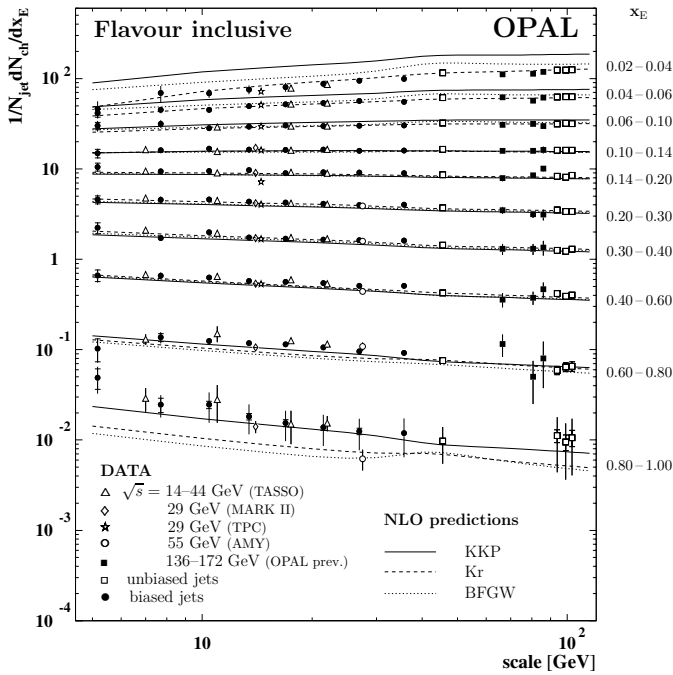 Flavour inclusive
OPAL
x_E
1/N_jet dN_ch/dx_E
10^2
10
1
10^-1
10^-2
10^-3
10^-4
0.02–0.04
0.04–0.06
0.06–0.10
0.10–0.14
0.14–0.20
0.20–0.30
0.30–0.40
0.40–0.60
0.60–0.80
0.80–1.00
DATA
√s = 14–44 GeV (TASSO)
29 GeV (MARK II)
29 GeV (TPC)
55 GeV (AMY)
136–172 GeV (OPAL prev.)
unbiased jets
biased jets
NLO predictions
KKP
Kr
BFGW
10
10^2
scale [GeV]